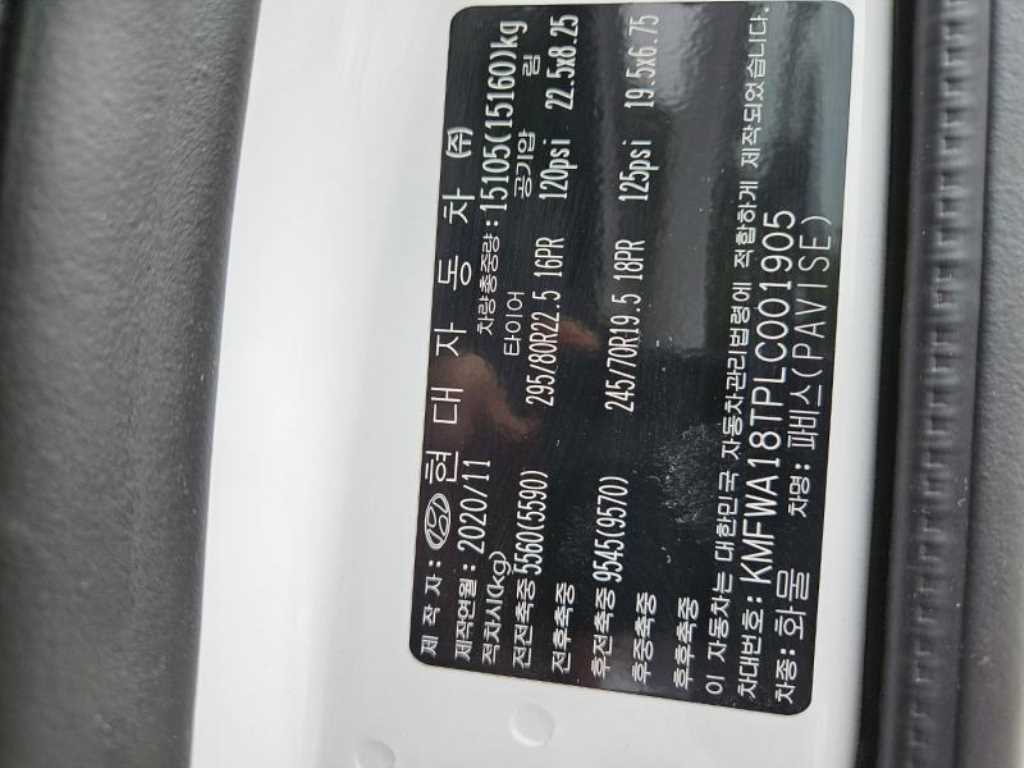 제 작 자 : 현 대 자 동 차 (주)
제작연월 : 2020/11 차량총중량 : 15105(15160)kg
적차시(kg) 타이어 공기압 림
전전축중 5560(5590) 295/80R22.5 16PR 120psi 22.5x8.25
전후축중
후전축중 9545(9570) 245/70R19.5 18PR 125psi 19.5x6.75
후중축중
후후축중
이 자동차는 대한민국 자동차관리법령에 적합하게 제작되었습니다.
차대번호 : KMFWA18TPLC001905
차종 : 화물 차명 : 파비스(PAVISE)